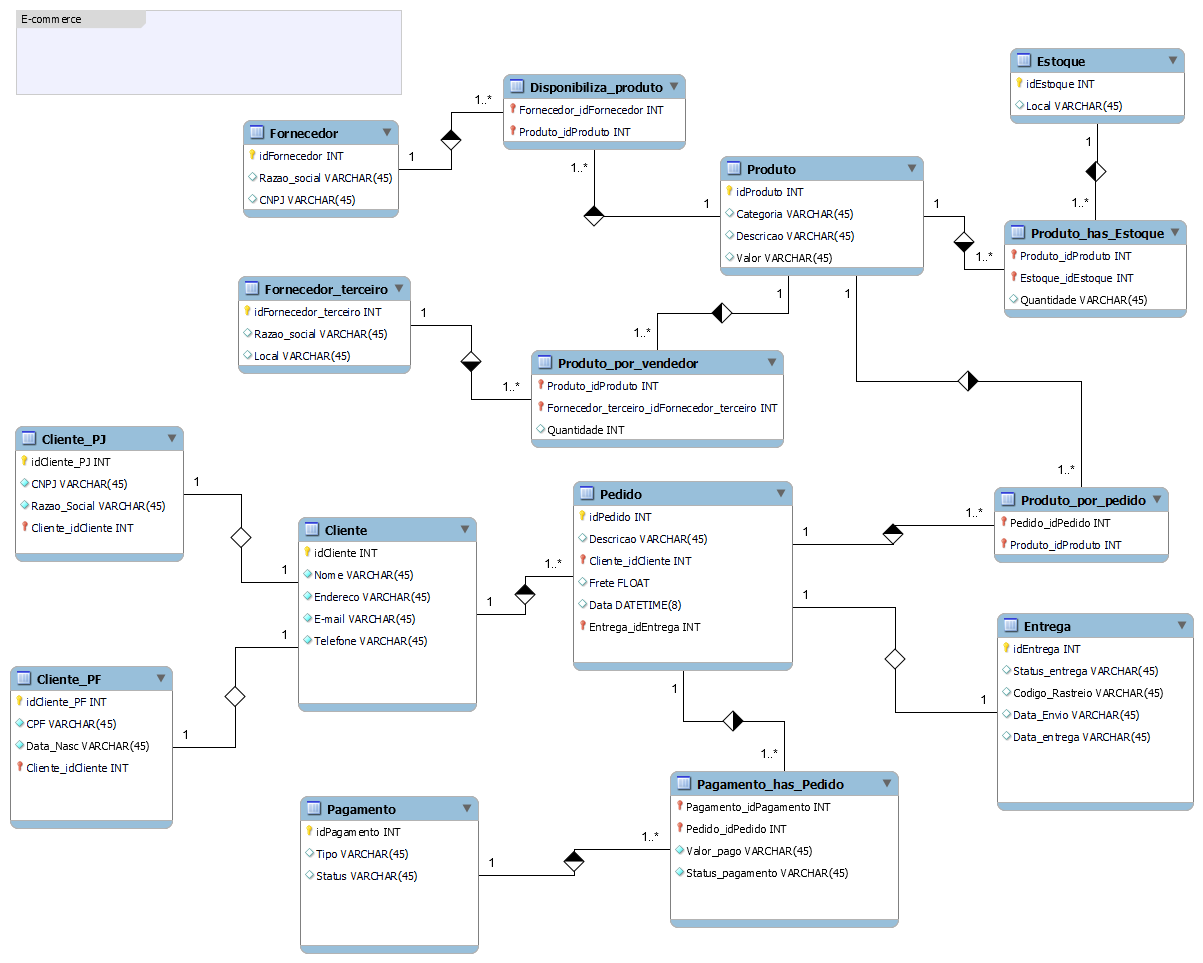 E-commerce
Estoque
idEstoque INT
Local VARCHAR(45)
1
1..*
Disponibiliza_produto
Fornecedor_idFornecedor INT
Produto_idProduto INT
1..*
1..*
Fornecedor
idFornecedor INT
Razao_social VARCHAR(45)
CNPJ VARCHAR(45)
1
Produto
idProduto INT
Categoria VARCHAR(45)
Descricao VARCHAR(45)
Valor VARCHAR(45)
1
1
1
1
Produto_has_Estoque
Produto_idProduto INT
Estoque_idEstoque INT
Quantidade VARCHAR(45)
1..*
Fornecedor_terceiro
idFornecedor_terceiro INT
Razao_social VARCHAR(45)
Local VARCHAR(45)
1
Produto_por_vendedor
Produto_idProduto INT
Fornecedor_terceiro_idFornecedor_terceiro INT
Quantidade INT
1..*
1..*
Cliente_PJ
idCliente_PJ INT
CNPJ VARCHAR(45)
Razao_Social VARCHAR(45)
Cliente_idCliente INT
1
Cliente
idCliente INT
Nome VARCHAR(45)
Endereco VARCHAR(45)
E-mail VARCHAR(45)
Telefone VARCHAR(45)
1
1
1
Pedido
idPedido INT
Descricao VARCHAR(45)
Cliente_idCliente INT
Frete FLOAT
Data DATETIME(8)
Entrega_idEntrega INT
1..*
1
1
1
Produto_por_pedido
Pedido_idPedido INT
Produto_idProduto INT
1..*
1..*
Entrega
idEntrega INT
Status_entrega VARCHAR(45)
Codigo_Rastreio VARCHAR(45)
Data_Envio VARCHAR(45)
Data_entrega VARCHAR(45)
1
Cliente_PF
idCliente_PF INT
CPF VARCHAR(45)
Data_Nasc VARCHAR(45)
Cliente_idCliente INT
1
Pagamento
idPagamento INT
Tipo VARCHAR(45)
Status VARCHAR(45)
1
Pagamento_has_Pedido
Pagamento_idPagamento INT
Pedido_idPedido INT
Valor_pago VARCHAR(45)
Status_pagamento VARCHAR(45)
1..*
1..*